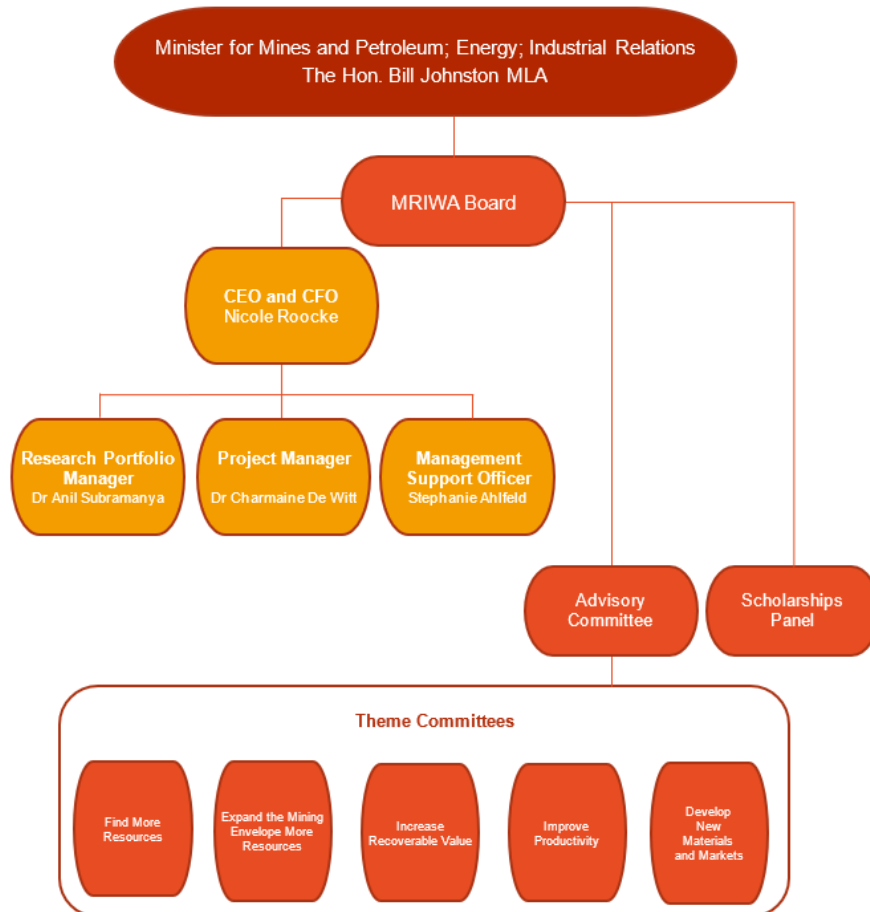 Minister for Mines and Petroleum; Energy; Industrial Relations
The Hon. Bill Johnston MLA
MRIWA Board
CEO and CFO
Nicole Roocke
Research Portfolio
Manager
Dr Anil Subramanya
Project Manager
Dr Charmaine De Witt
Management
Support Officer
Stephanie Ahlfeld
Advisory
Committee
Scholarships
Panel
Theme Committees
Find More
Resources
Expand the Mining
Envelope More
Resources
Increase
Recoverable Value
Improve
Productivity
Develop
New
Materials
and Markets